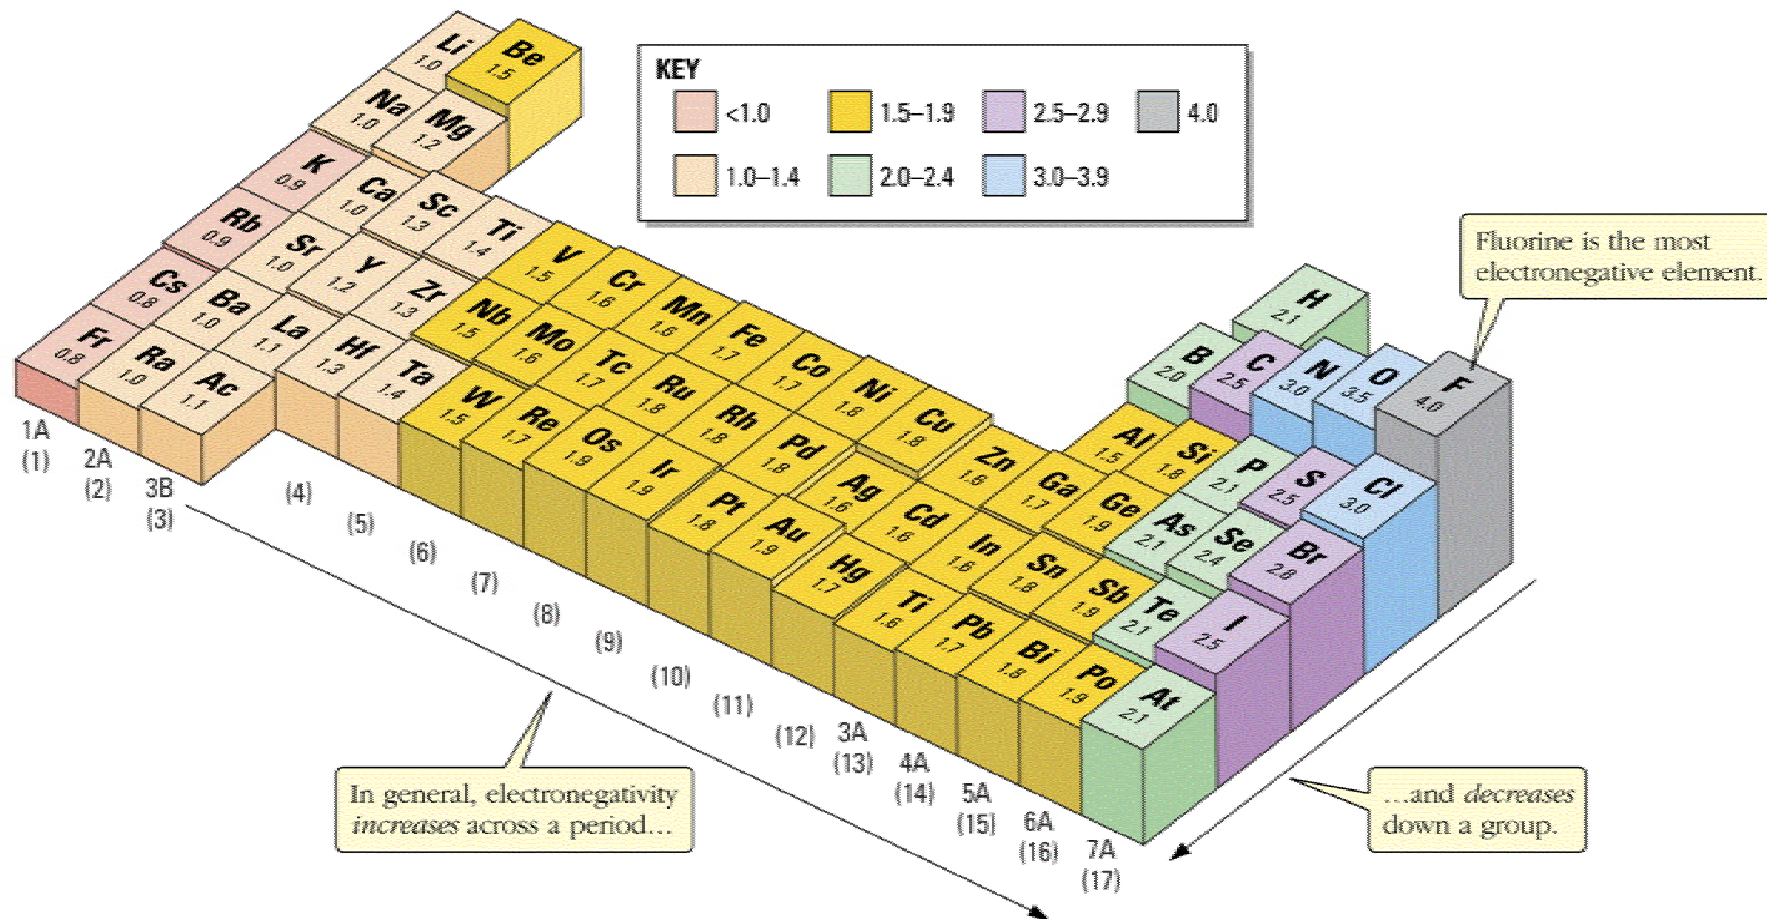 Li
1.0
Be
1.5
Na
1.0
Mg
1.2
K
0.9
Ca
1.0
Sc
1.3
Ti
1.4
V
1.5
Cr
1.6
Mn
1.6
Fe
1.7
Co
1.7
Ni
1.8
Cu
1.8
Zn
1.6
Ga
1.7
Ge
1.9
As
2.1
Se
2.4
Br
2.8
Rb
0.9
Sr
1.0
Y
1.2
Zr
1.3
Nb
1.5
Mo
1.6
Tc
1.7
Ru
1.8
Rh
1.8
Pd
1.8
Ag
1.6
Cd
1.6
In
1.6
Sn
1.8
Sb
1.9
Te
2.1
I
2.5
Cs
0.8
Ba
1.0
La
1.1
Hf
1.3
Ta
1.4
W
1.5
Re
1.7
Os
1.9
Ir
1.9
Pt
1.8
Au
1.9
Hg
1.7
Ti
1.6
Pb
1.7
Bi
1.8
Po
1.9
At
2.1
Fr
0.8
Ra
1.0
Ac
1.1
H
2.1
B
2.0
C
2.5
N
3.0
O
3.5
F
4.0
Al
1.5
Si
1.8
P
2.1
S
2.5
Cl
3.0
KEY
<1.0
1.5–1.9
2.5–2.9
4.0
1.0–1.4
2.0–2.4
3.0–3.9
Fluorine is the most
electronegative element.
1A
(1)
2A
(2)
3B
(3)
(4)
(5)
(6)
(7)
(8)
(9)
(10)
(11)
(12)
3A
(13)
4A
(14)
5A
(15)
6A
(16)
7A
(17)
In general, electronegativity
increases across a period...
...and decreases
down a group.